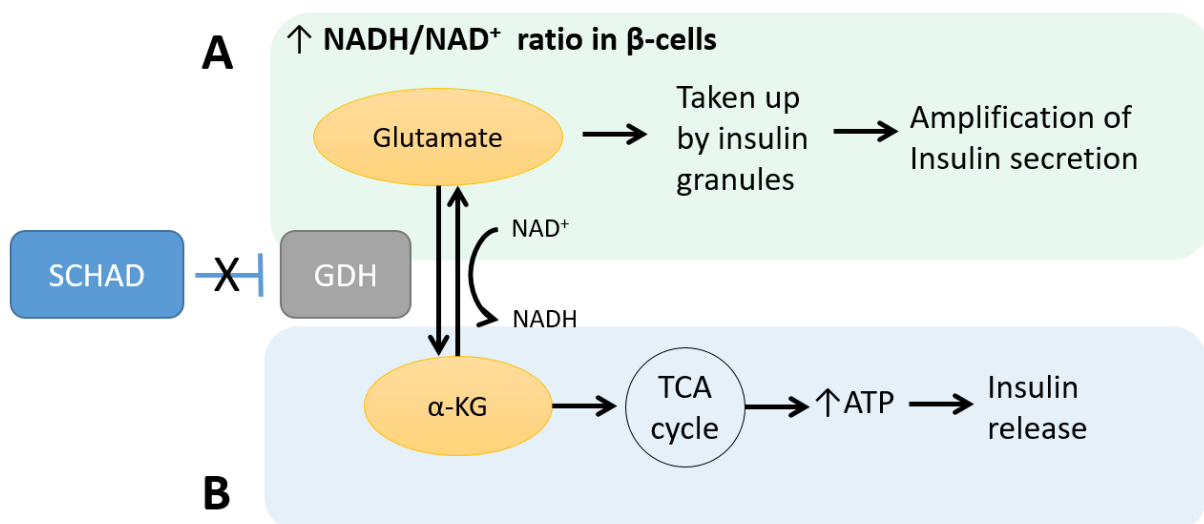 A
↑ NADH/NAD⁺ ratio in β-cells
Glutamate
Taken up
by insulin
granules
Amplification of
Insulin secretion
SCHAD
X
GDH
NAD⁺
NADH
α-KG
TCA
cycle
↑ATP
Insulin
release
B